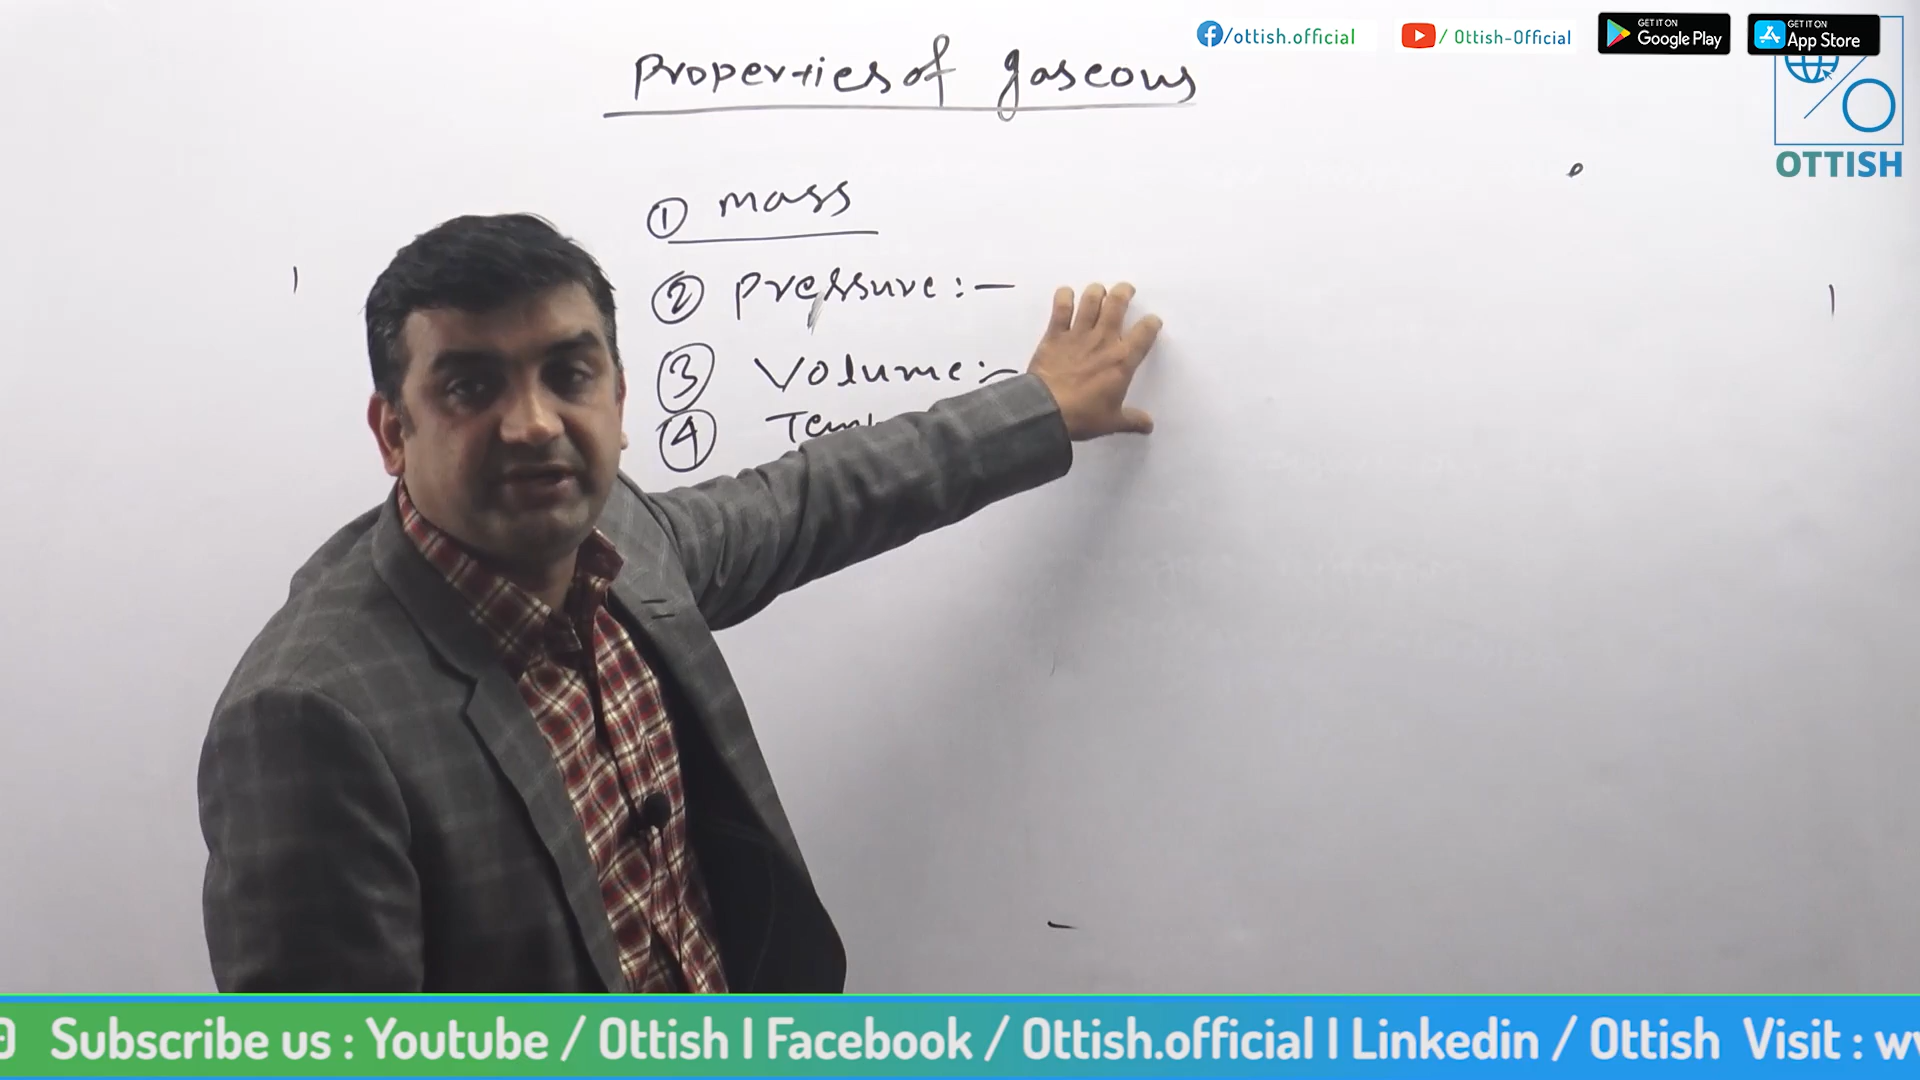 /ottish.official
/ Ottish-Official
GET IT ON
Google Play
GET IT ON
App Store
OTTISH
Properties of gaseous
① mass
② Pressure:-
③ Volume:-
④ Temp
Subscribe us : Youtube / Ottish | Facebook / Ottish.official | Linkedin / Ottish Visit : w